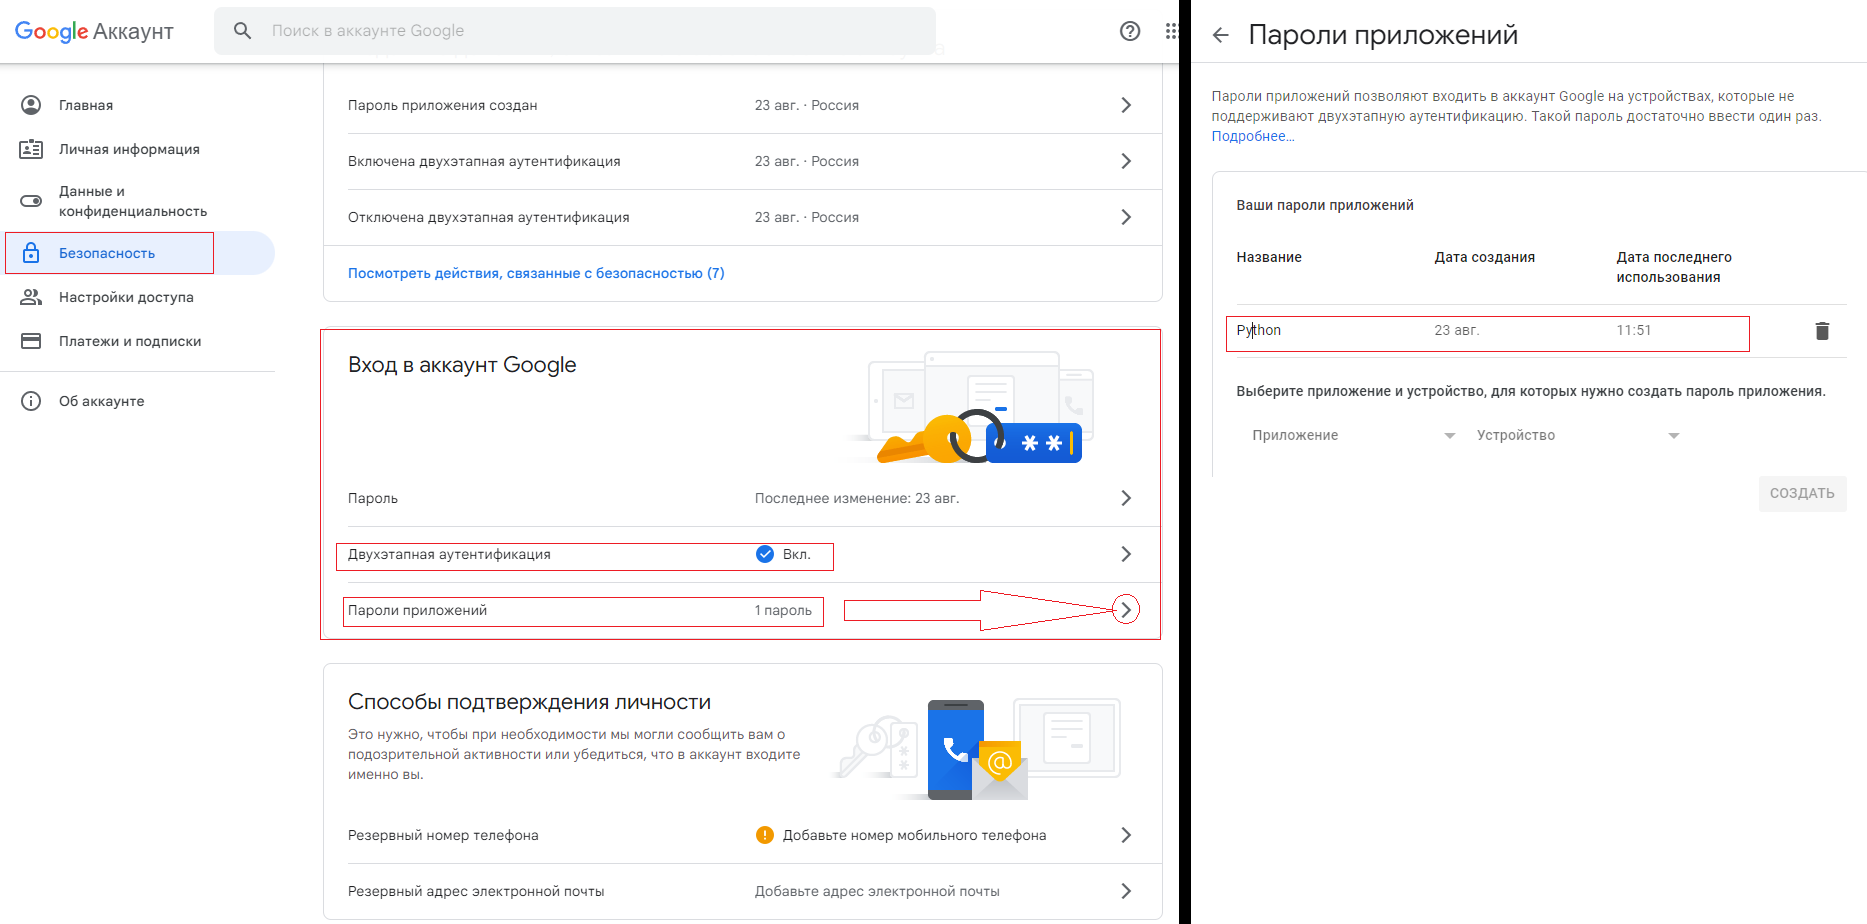 Google Аккаунт
Поиск в аккаунте Google
Главная
Личная информация
Данные и
конфиденциальность
Безопасность
Настройки доступа
Платежи и подписки
Об аккаунте
Пароль приложения создан 23 авг. · Россия
Включена двухэтапная аутентификация 23 авг. · Россия
Отключена двухэтапная аутентификация 23 авг. · Россия
Посмотреть действия, связанные с безопасностью (7)
Вход в аккаунт Google
Пароль Последнее изменение: 23 авг.
Двухэтапная аутентификация Вкл.
Пароли приложений 1 пароль
Способы подтверждения личности
Это нужно, чтобы при необходимости мы могли сообщить вам о
подозрительной активности или убедиться, что в аккаунт входите
именно вы.
Резервный номер телефона Добавьте номер мобильного телефона
Резервный адрес электронной почты Добавьте адрес электронной почты
Пароли приложений
Пароли приложений позволяют входить в аккаунт Google на устройствах, которые не
поддерживают двухэтапную аутентификацию. Такой пароль достаточно ввести один раз.
Подробнее…
Ваши пароли приложений
Название Дата создания Дата последнего
использования
Python 23 авг. 11:51
Выберите приложение и устройство, для которых нужно создать пароль приложения.
Приложение Устройство
СОЗДАТЬ